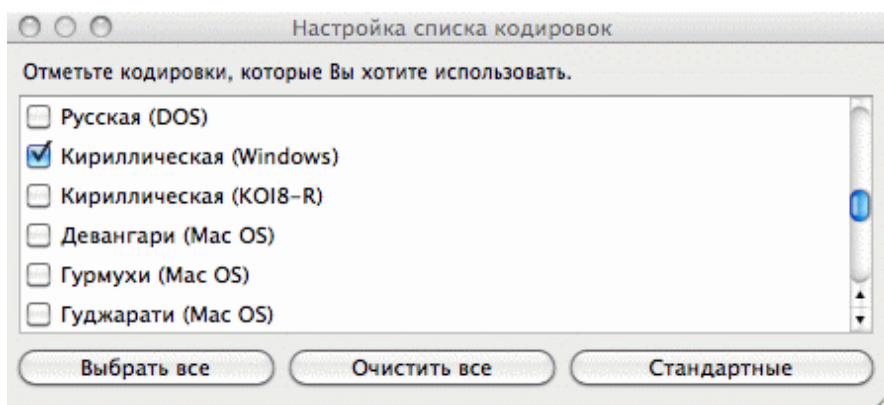 Настройка списка кодировок
Отметьте кодировки, которые Вы хотите использовать.
Русская (DOS)
Кириллическая (Windows)
Кириллическая (KOI8-R)
Девангари (Mac OS)
Гурмухи (Mac OS)
Гуджарати (Mac OS)
Выбрать все Очистить все Стандартные